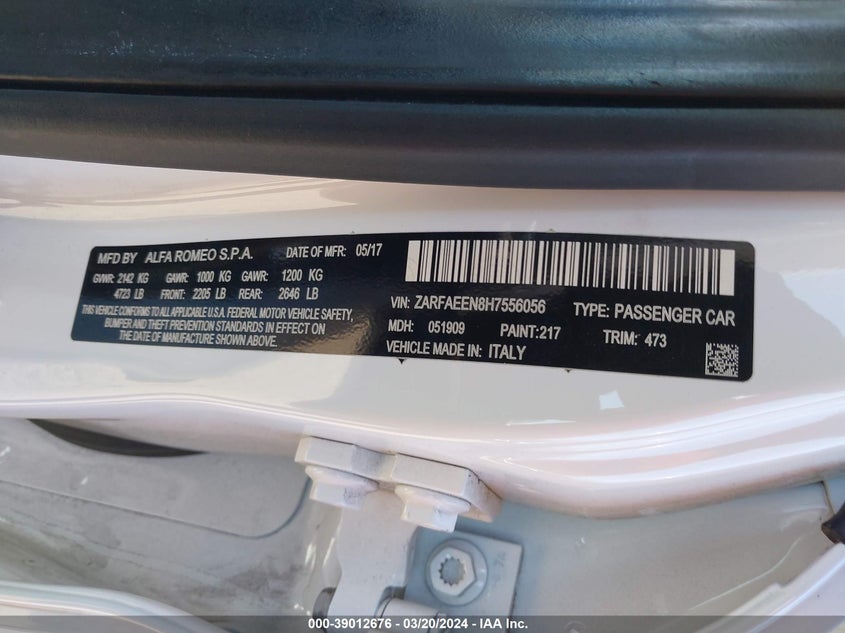 MFD BY ALFA ROMEO S.P.A. DATE OF MFR: 05/17
GVWR: 2142 KG GAWR: 1000 KG GAWR: 1200 KG
4723 LB FRONT: 2205 LB REAR: 2646 LB
THIS VEHICLE CONFORMS TO ALL APPLICABLE U.S.A. FEDERAL MOTOR VEHICLE SAFETY,
BUMPER AND THEFT PREVENTION STANDARDS IN EFFECT ON THE
DATE OF MANUFACTURE SHOWN ABOVE.
VIN: ZARFAEEN8H7556056 TYPE: PASSENGER CAR
MDH: 051909 PAINT: 217 TRIM: 473
VEHICLE MADE IN: ITALY
000-39012676 - 03/20/2024 - IAA Inc.